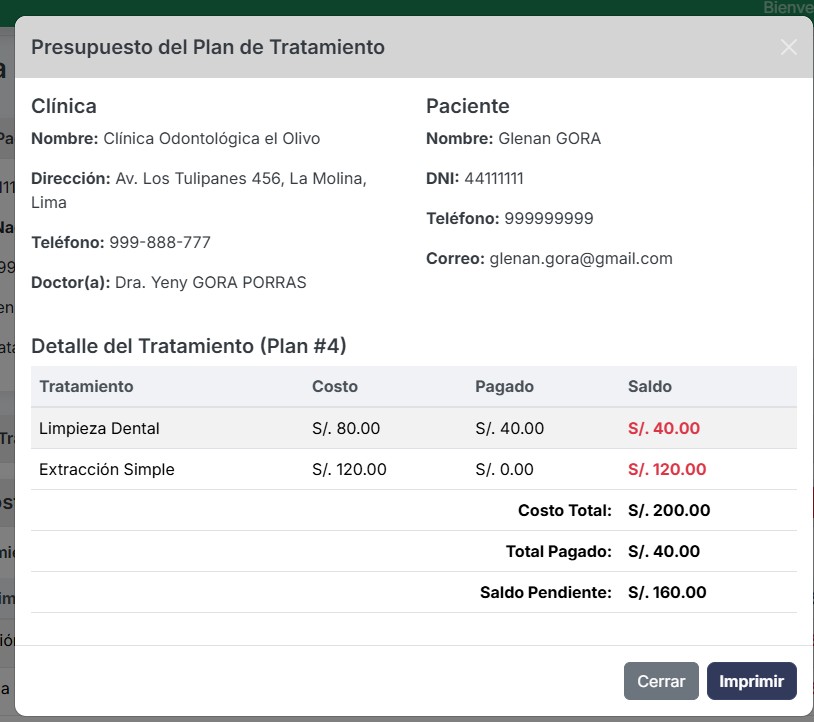 Bienve
Presupuesto del Plan de Tratamiento
Clínica
Nombre: Clínica Odontológica el Olivo
Dirección: Av. Los Tulipanes 456, La Molina,
Lima
Teléfono: 999-888-777
Doctor(a): Dra. Yeny GORA PORRAS
Paciente
Nombre: Glenan GORA
DNI: 44111111
Teléfono: 999999999
Correo: glenan.gora@gmail.com
Detalle del Tratamiento (Plan #4)
Tratamiento Costo Pagado Saldo
Limpieza Dental S/. 80.00 S/. 40.00 S/. 40.00
Extracción Simple S/. 120.00 S/. 0.00 S/. 120.00
Costo Total: S/. 200.00
Total Pagado: S/. 40.00
Saldo Pendiente: S/. 160.00
Cerrar Imprimir